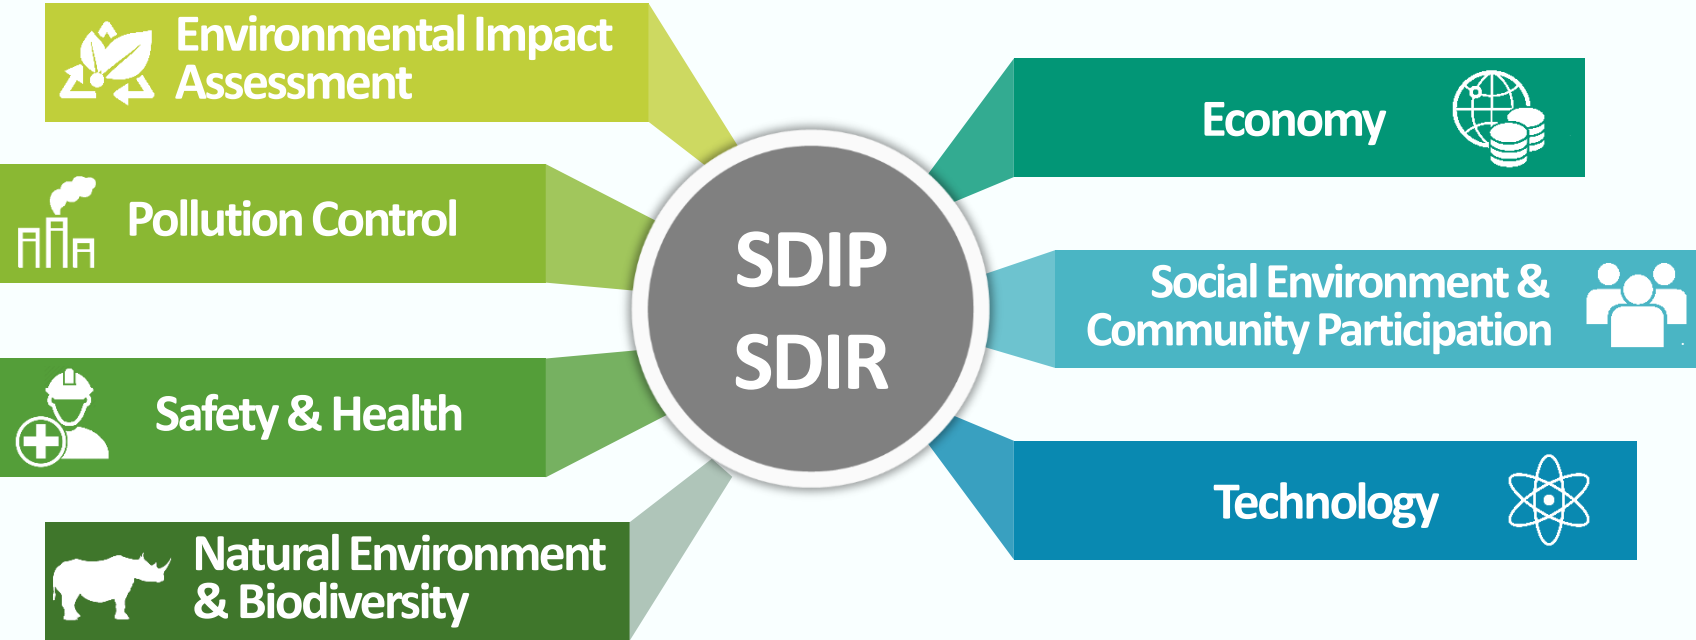 Environmental Impact
Assessment
Pollution Control
Safety & Health
Natural Environment
& Biodiversity
SDIP
SDIR
Economy
Social Environment &
Community Participation
Technology